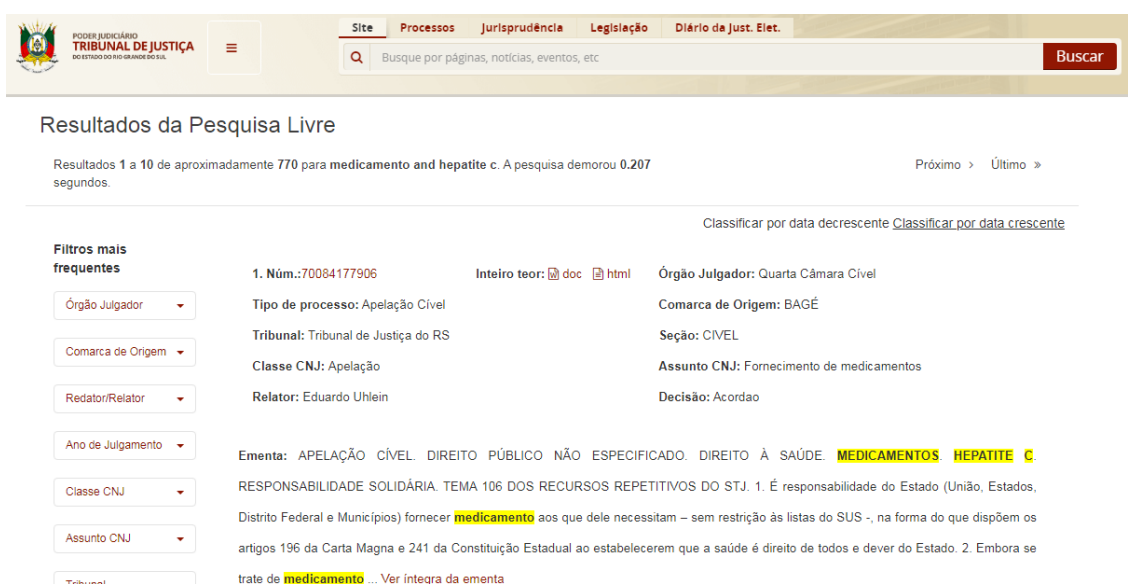 PODER JUDICIÁRIO
TRIBUNAL DE JUSTIÇA
DO ESTADO DO RIO GRANDE DO SUL
Site Processos Jurisprudência Legislação Diário da Just. Elet.
Busque por páginas, notícias, eventos, etc Buscar
Resultados da Pesquisa Livre
Resultados 1 a 10 de aproximadamente 770 para medicamento and hepatite c. A pesquisa demorou 0.207
segundos.
Próximo > Último »
Classificar por data decrescente Classificar por data crescente
Filtros mais
frequentes
Órgão Julgador
Comarca de Origem
Redator/Relator
Ano de Julgamento
Classe CNJ
Assunto CNJ
Tribunal
1. Núm.:70084177906 Inteiro teor: doc html Órgão Julgador: Quarta Câmara Cível
Tipo de processo: Apelação Cível Comarca de Origem: BAGÉ
Tribunal: Tribunal de Justiça do RS Seção: CIVEL
Classe CNJ: Apelação Assunto CNJ: Fornecimento de medicamentos
Relator: Eduardo Uhlein Decisão: Acordao
Ementa: APELAÇÃO CÍVEL. DIREITO PÚBLICO NÃO ESPECIFICADO. DIREITO À SAÚDE. MEDICAMENTOS. HEPATITE C.
RESPONSABILIDADE SOLIDÁRIA. TEMA 106 DOS RECURSOS REPETITIVOS DO STJ. 1. É responsabilidade do Estado (União, Estados,
Distrito Federal e Municípios) fornecer medicamento aos que dele necessitam – sem restrição às listas do SUS -, na forma do que dispõem os
artigos 196 da Carta Magna e 241 da Constituição Estadual ao estabelecerem que a saúde é direito de todos e dever do Estado. 2. Embora se
trate de medicamento ... Ver íntegra da ementa